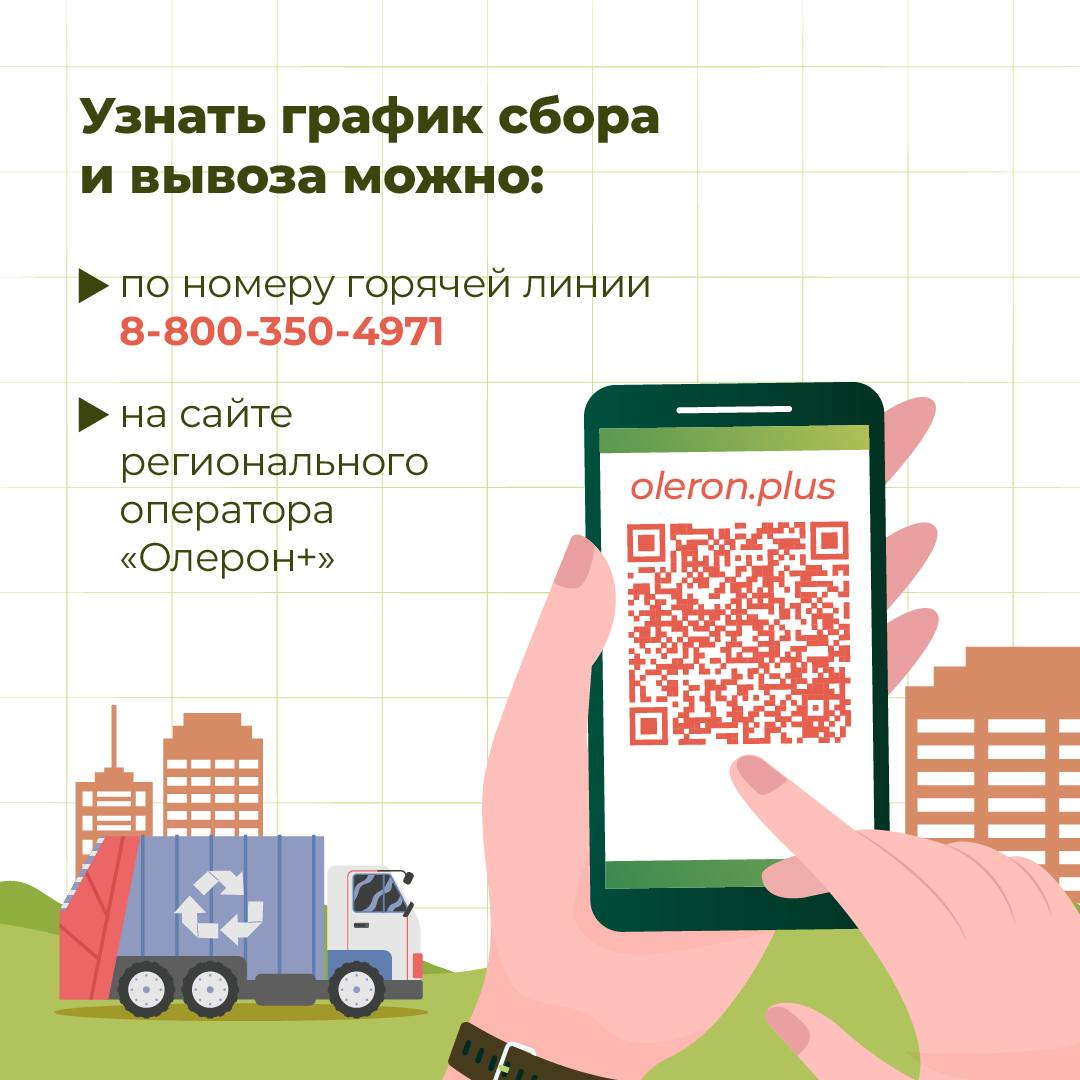 Узнать график сбора
и вывоза можно:
по номеру горячей линии
8-800-350-4971
на сайте
регионального
оператора
«Олерон+»
oleron.plus